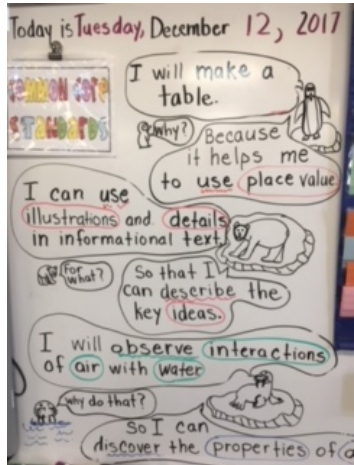 Today is Tuesday, December 12, 2017
Common Core
Standards
I will make a
table.
Why?
Because
it helps me
to use place value
I can use
illustrations and details
in informational text.
For
what?
So that I
can describe the
key ideas.
I will observe interactions
of air with water
Why do that?
So I can
discover the properties of